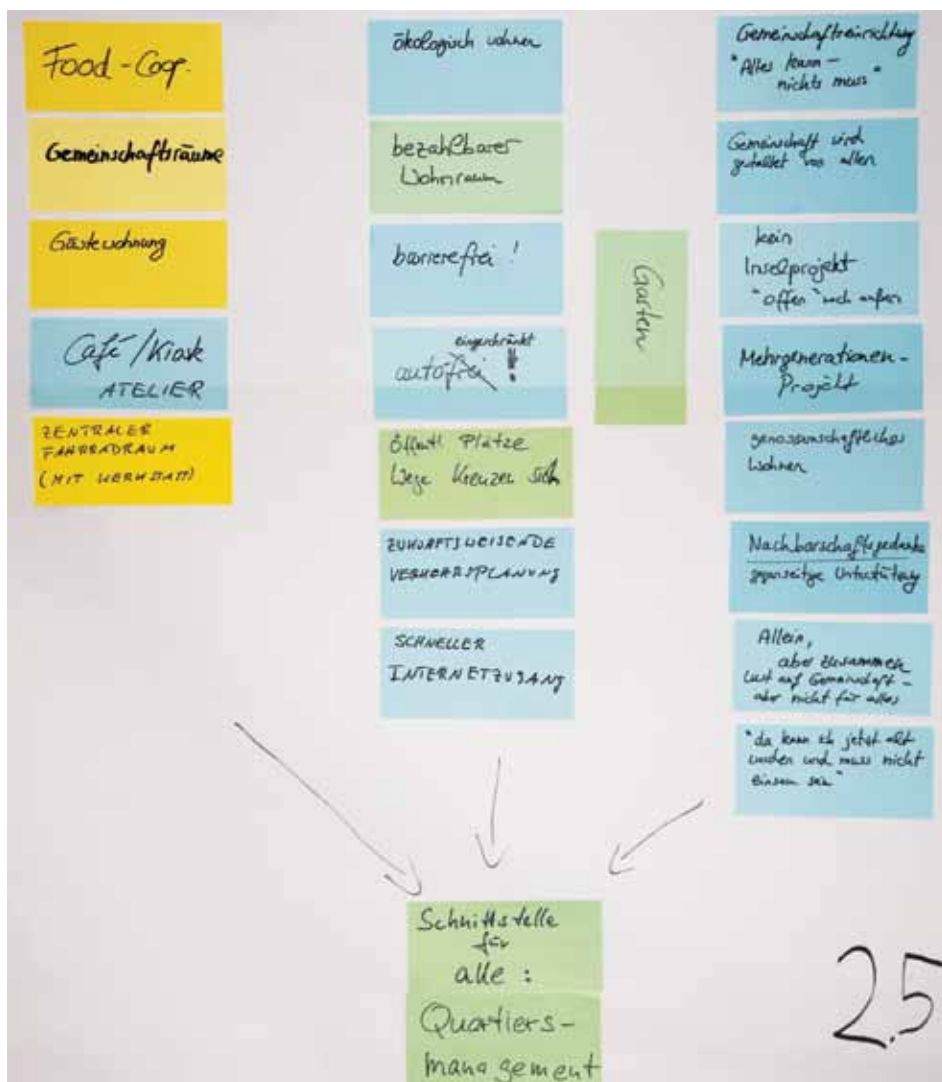 Food-Coop.
Gemeinschaftsräume
Gästewohnung
Café/Kiosk
ATELIER
ZENTRALER
FAHRRADRAUM
(MIT WERKSTATT)
ökologisch wohnen
bezahlbarer
Wohnraum
barrierefrei!
eingeschränkt
autofrei !
öffentl. Plätze
Wege Kreuzen sich
ZUKUNFTSWEISENDE
VERKEHRSPLANUNG
SCHNELLER
INTERNETZUGANG
Garten
Gemeinschaftseinrichtung
"Alles kann -
nichts muss"
Gemeinschaft wird
gestaltet von allen
kein
Inselprojekt
"offen" nach außen
Mehrgenerationen-
Projekt
genossenschaftliches
Wohnen
Nachbarschaftsgedanke
gegenseitige Unterstützung
Allein,
aber zusammen
Lust auf Gemeinschaft -
aber nicht für alles
"da kann ich jetzt alt
werden und muss nicht
einsam sein"
Schnittstelle
für
alle:
Quartiers-
management
2.5